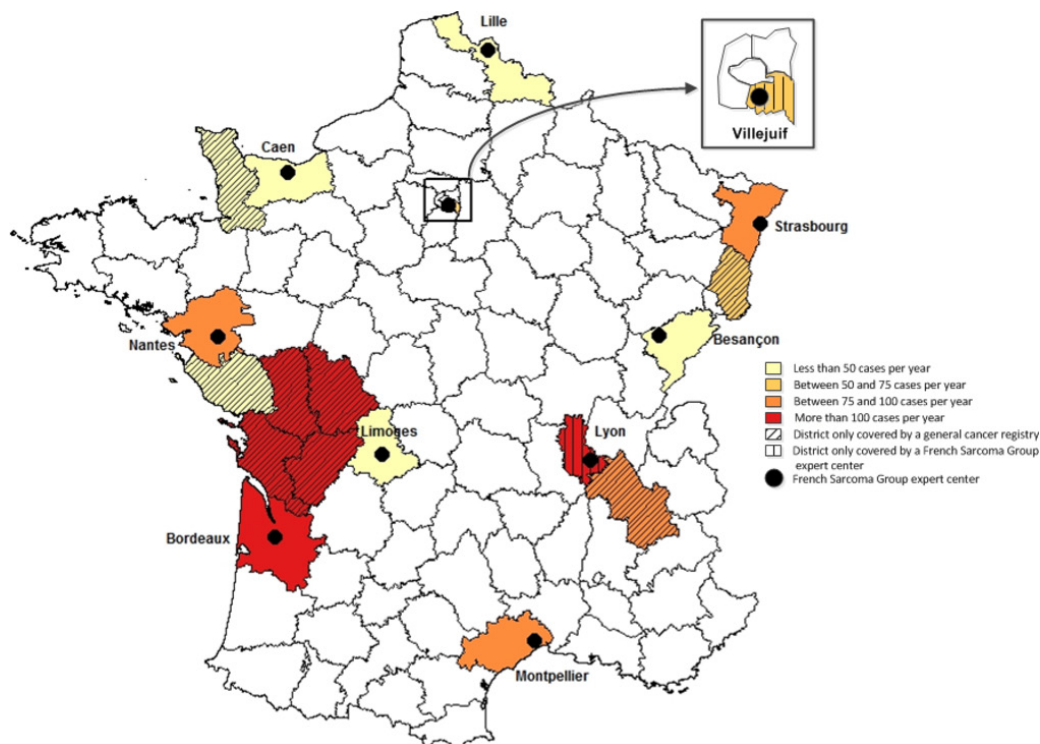 Lille
Villejuif
Caen
Strasbourg
Nantes
Besançon
Less than 50 cases per year
Between 50 and 75 cases per year
Between 75 and 100 cases per year
More than 100 cases per year
District only covered by a general cancer registry
District only covered by a French Sarcoma Group
expert center
French Sarcoma Group expert center
Limoges
Lyon
Bordeaux
Montpellier